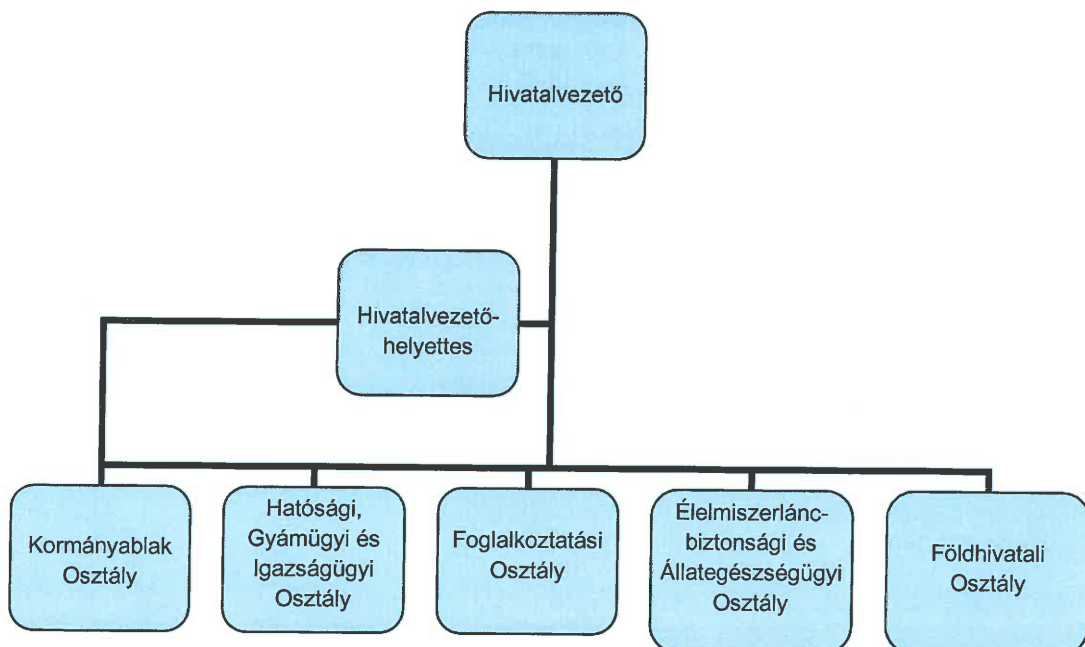 Hivatalvezető
Hivatalvezető-
helyettes
Kormányablak
Osztály
Hatósági,
Gyámügyi és
Igazságügyi
Osztály
Foglalkoztatási
Osztály
Élelmiszerlánc-
biztonsági és
Állategészségügyi
Osztály
Földhivatali
Osztály